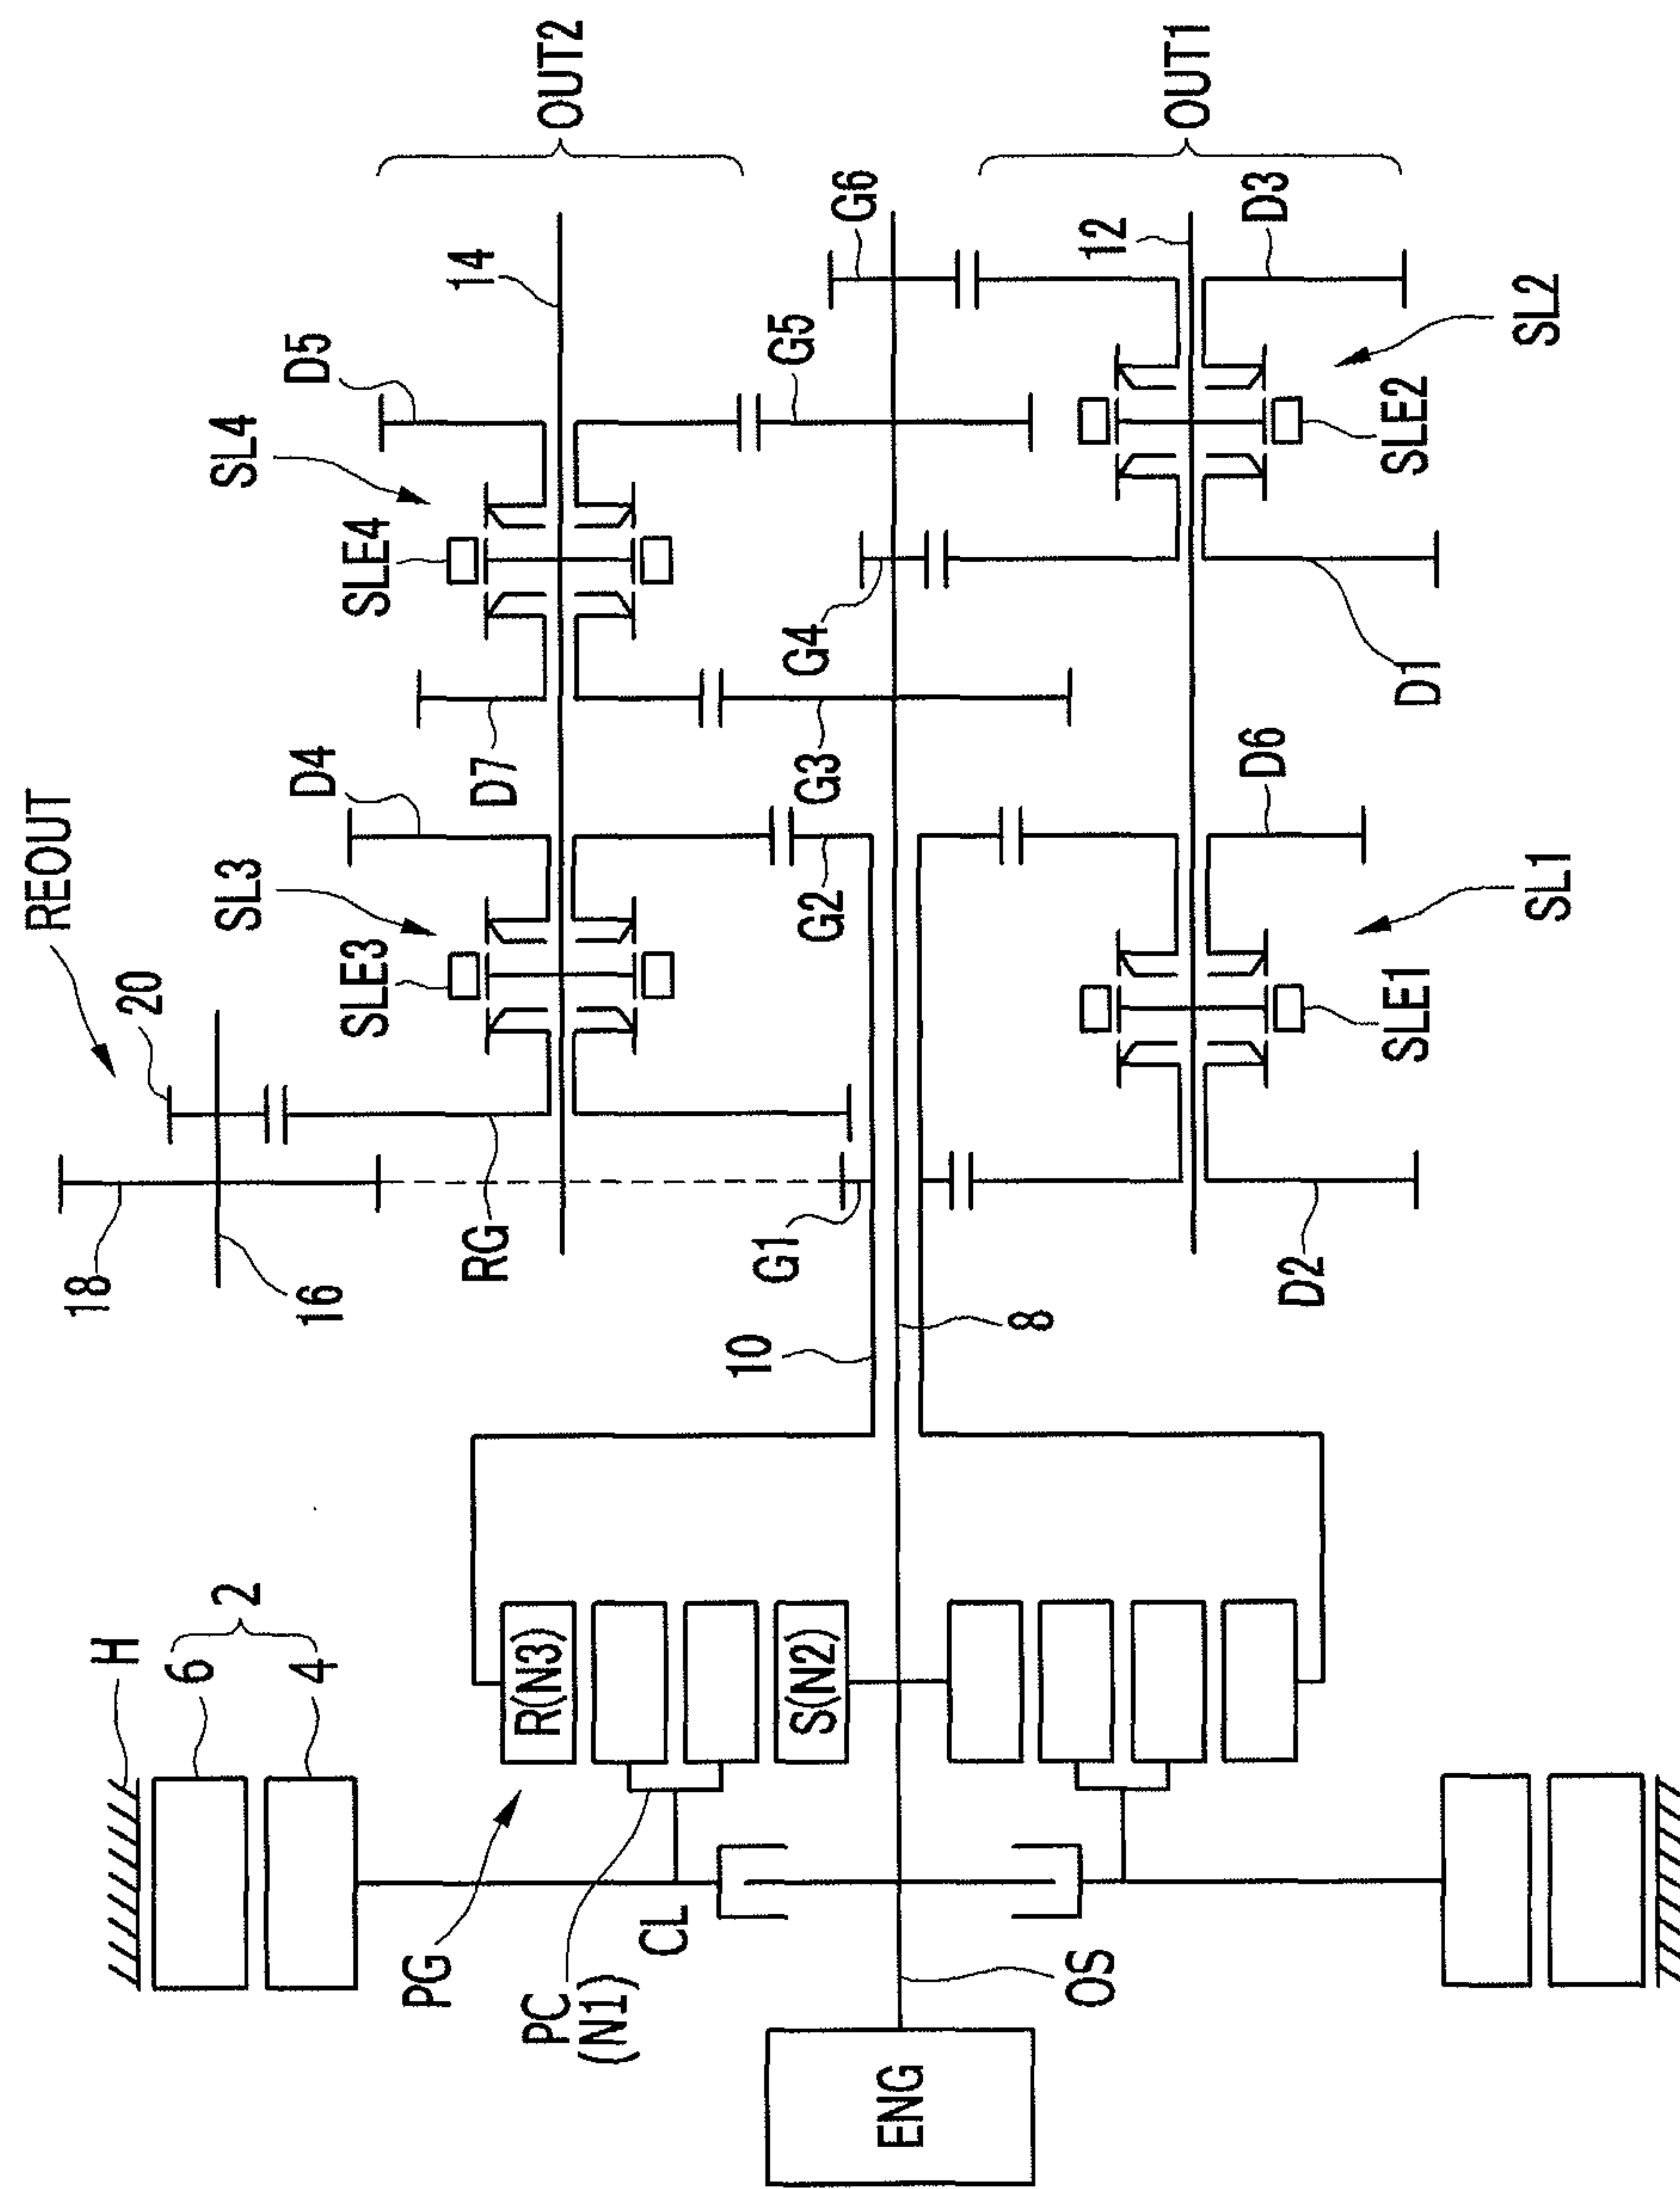 OUT2
OUT1
14
G6
12
D3
D5
G5
SL2
SL4
SLE2
SLE4
G4
D1
D7
G3
D4
D6
REOUT
SL3
G2
SL1
SLE3
20
SLE1
RG
G1
D2
18
16
8
10
2
H
6
4
R(N3)
S(N2)
PG
PC
(N1)
CL
OS
ENG